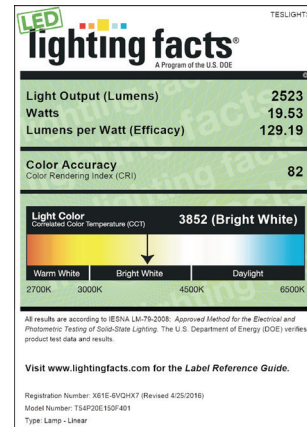 TESLIGHTS
LED
lighting facts®
A Program of the U.S. DOE
Light Output (Lumens) 2523
Watts 19.53
Lumens per Watt (Efficacy) 129.19
Color Accuracy
Color Rendering Index (CRI) 82
Light Color
Correlated Color Temperature (CCT) 3852 (Bright White)
Warm White Bright White Daylight
2700K 3000K 4500K 6500K
All results are according to IESNA LM-79-2008: Approved Method for the Electrical and
Photometric Testing of Solid-State Lighting. The U.S. Department of Energy (DOE) verifies
product test data and results.
Visit www.lightingfacts.com for the Label Reference Guide.
Registration Number: X61E-6VQHX7 (Revised 4/25/2016)
Model Number: TS4P20E150F401
Type: Lamp - Linear